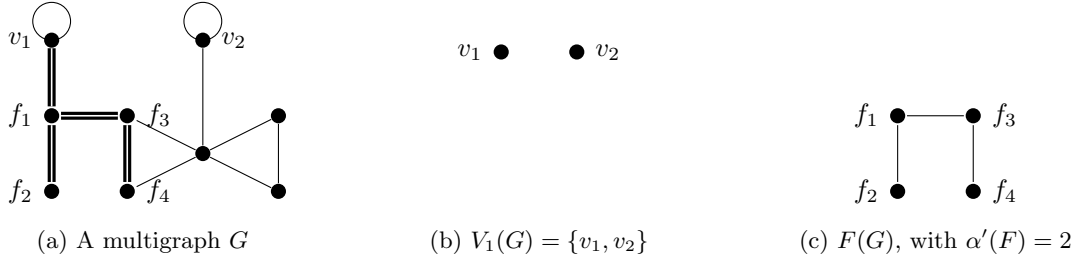 v₁ v₂ v₁ v₂
f₁ f₃ f₁ f₃
f₂ f₄ f₂ f₄
(a) A multigraph G (b) V₁(G) = {v₁, v₂} (c) F(G), with α′(F) = 2